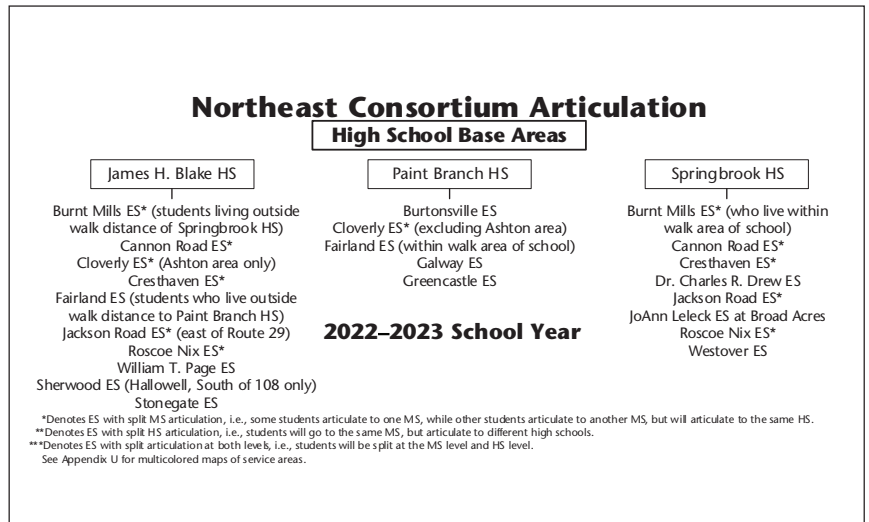 Northeast Consortium Articulation
High School Base Areas
James H. Blake HS
Burnt Mills ES* (students living outside
walk distance of Springbrook HS)
Cannon Road ES*
Cloverly ES* (Ashton area only)
Cresthaven ES*
Fairland ES (students who live outside
walk distance to Paint Branch HS)
Jackson Road ES* (east of Route 29)
Roscoe Nix ES*
William T. Page ES
Sherwood ES (Hallowell, South of 108 only)
Stonegate ES
Paint Branch HS
Burtonsville ES
Cloverly ES* (excluding Ashton area)
Fairland ES (within walk area of school)
Galway ES
Greencastle ES
2022–2023 School Year
Springbrook HS
Burnt Mills ES* (who live within
walk area of school)
Cannon Road ES*
Cresthaven ES*
Dr. Charles R. Drew ES
Jackson Road ES*
JoAnn Leleck ES at Broad Acres
Roscoe Nix ES*
Westover ES
*Denotes ES with split MS articulation, i.e., some students articulate to one MS, while other students articulate to another MS, but will articulate to the same HS.
**Denotes ES with split HS articulation, i.e., students will go to the same MS, but articulate to different high schools.
***Denotes ES with split articulation at both levels, i.e., students will be split at the MS level and HS level.
See Appendix U for multicolored maps of service areas.